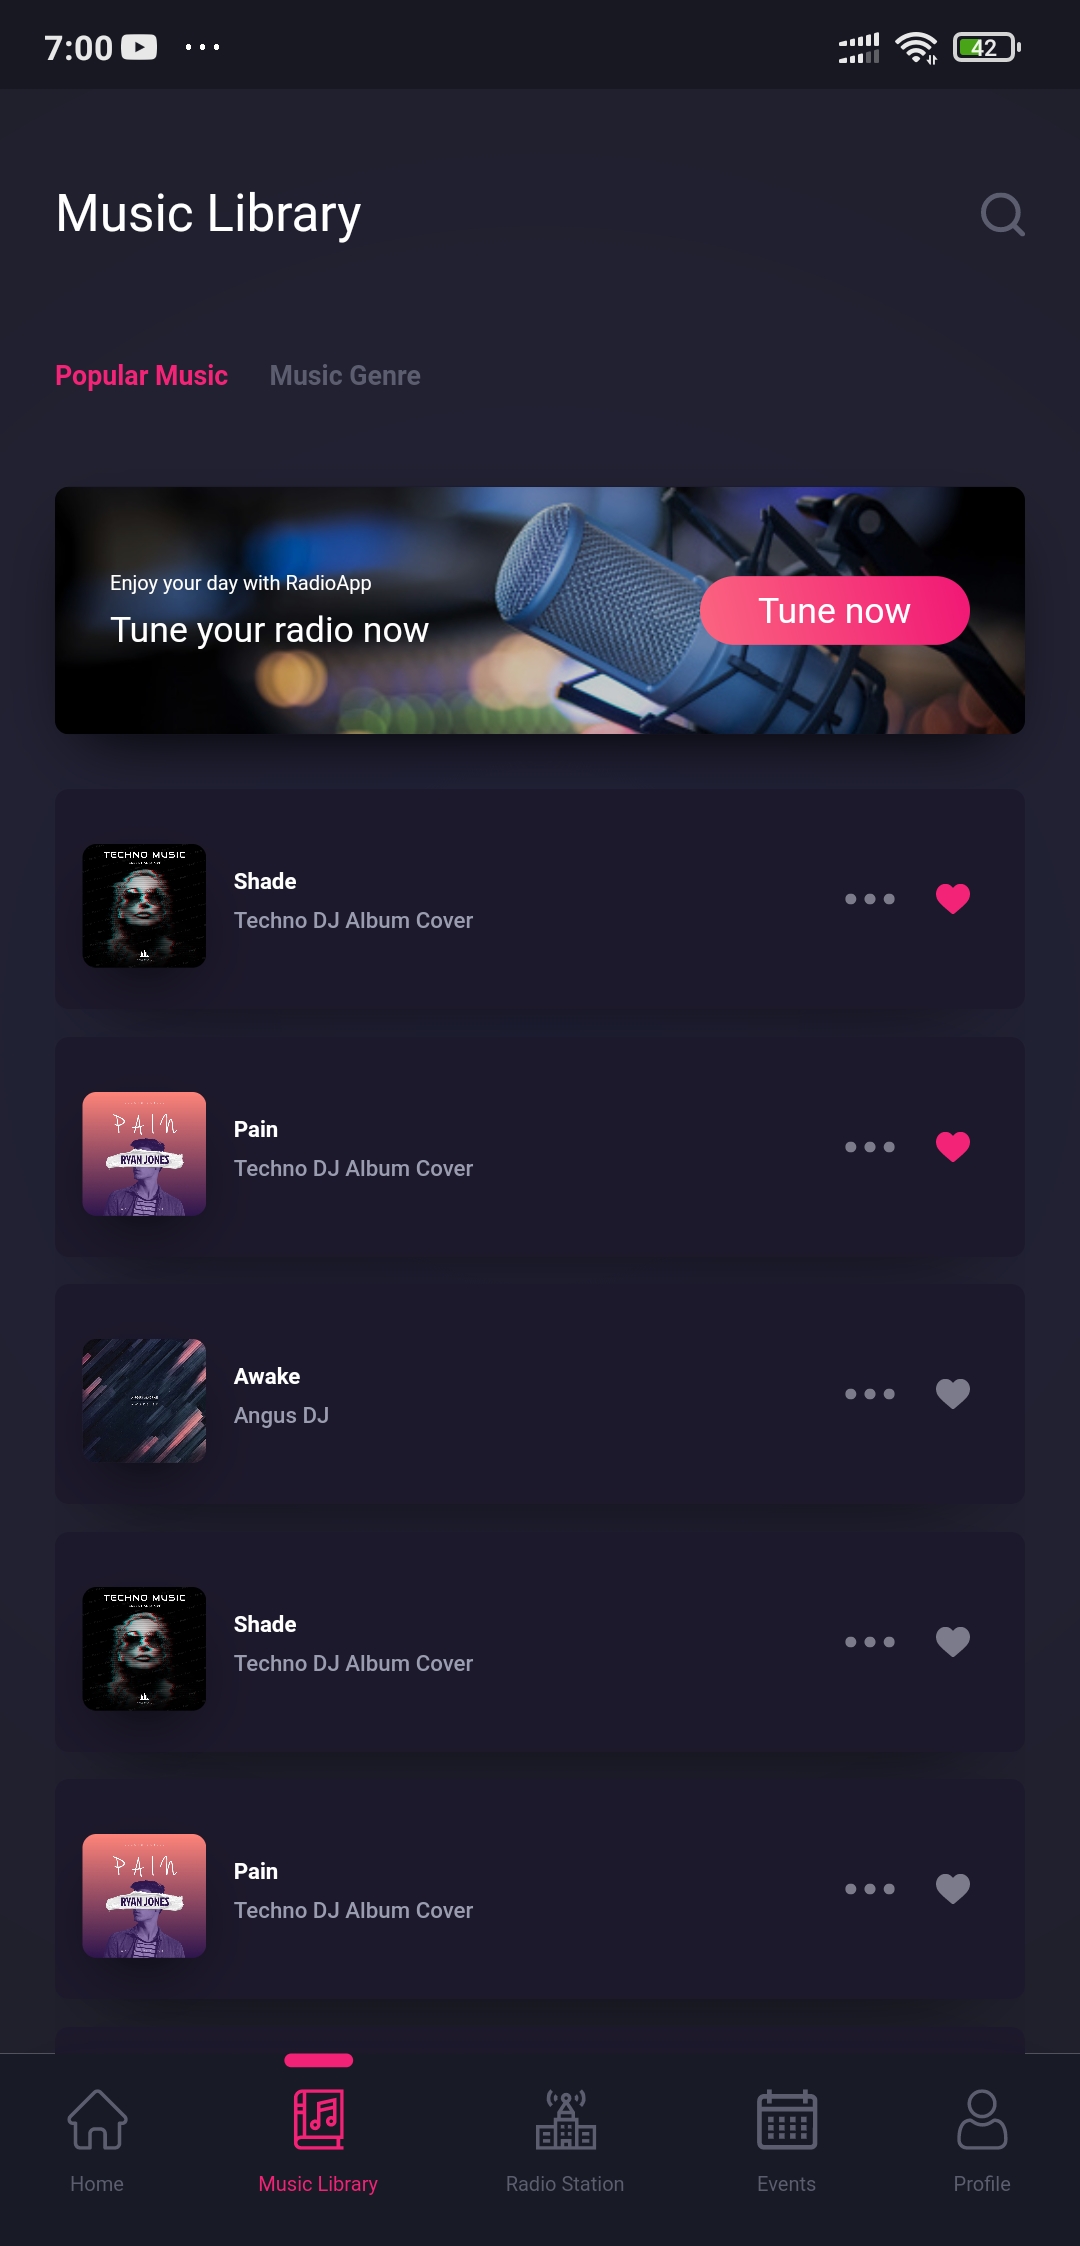 7:00
42
Music Library
Popular Music Music Genre
Enjoy your day with RadioApp
Tune your radio now
Tune now
TECHNO MUSIC
Shade
Techno DJ Album Cover
PAIN
RYAN JONES
Pain
Techno DJ Album Cover
Awake
Angus DJ
TECHNO MUSIC
Shade
Techno DJ Album Cover
PAIN
RYAN JONES
Pain
Techno DJ Album Cover
Home Music Library Radio Station Events Profile